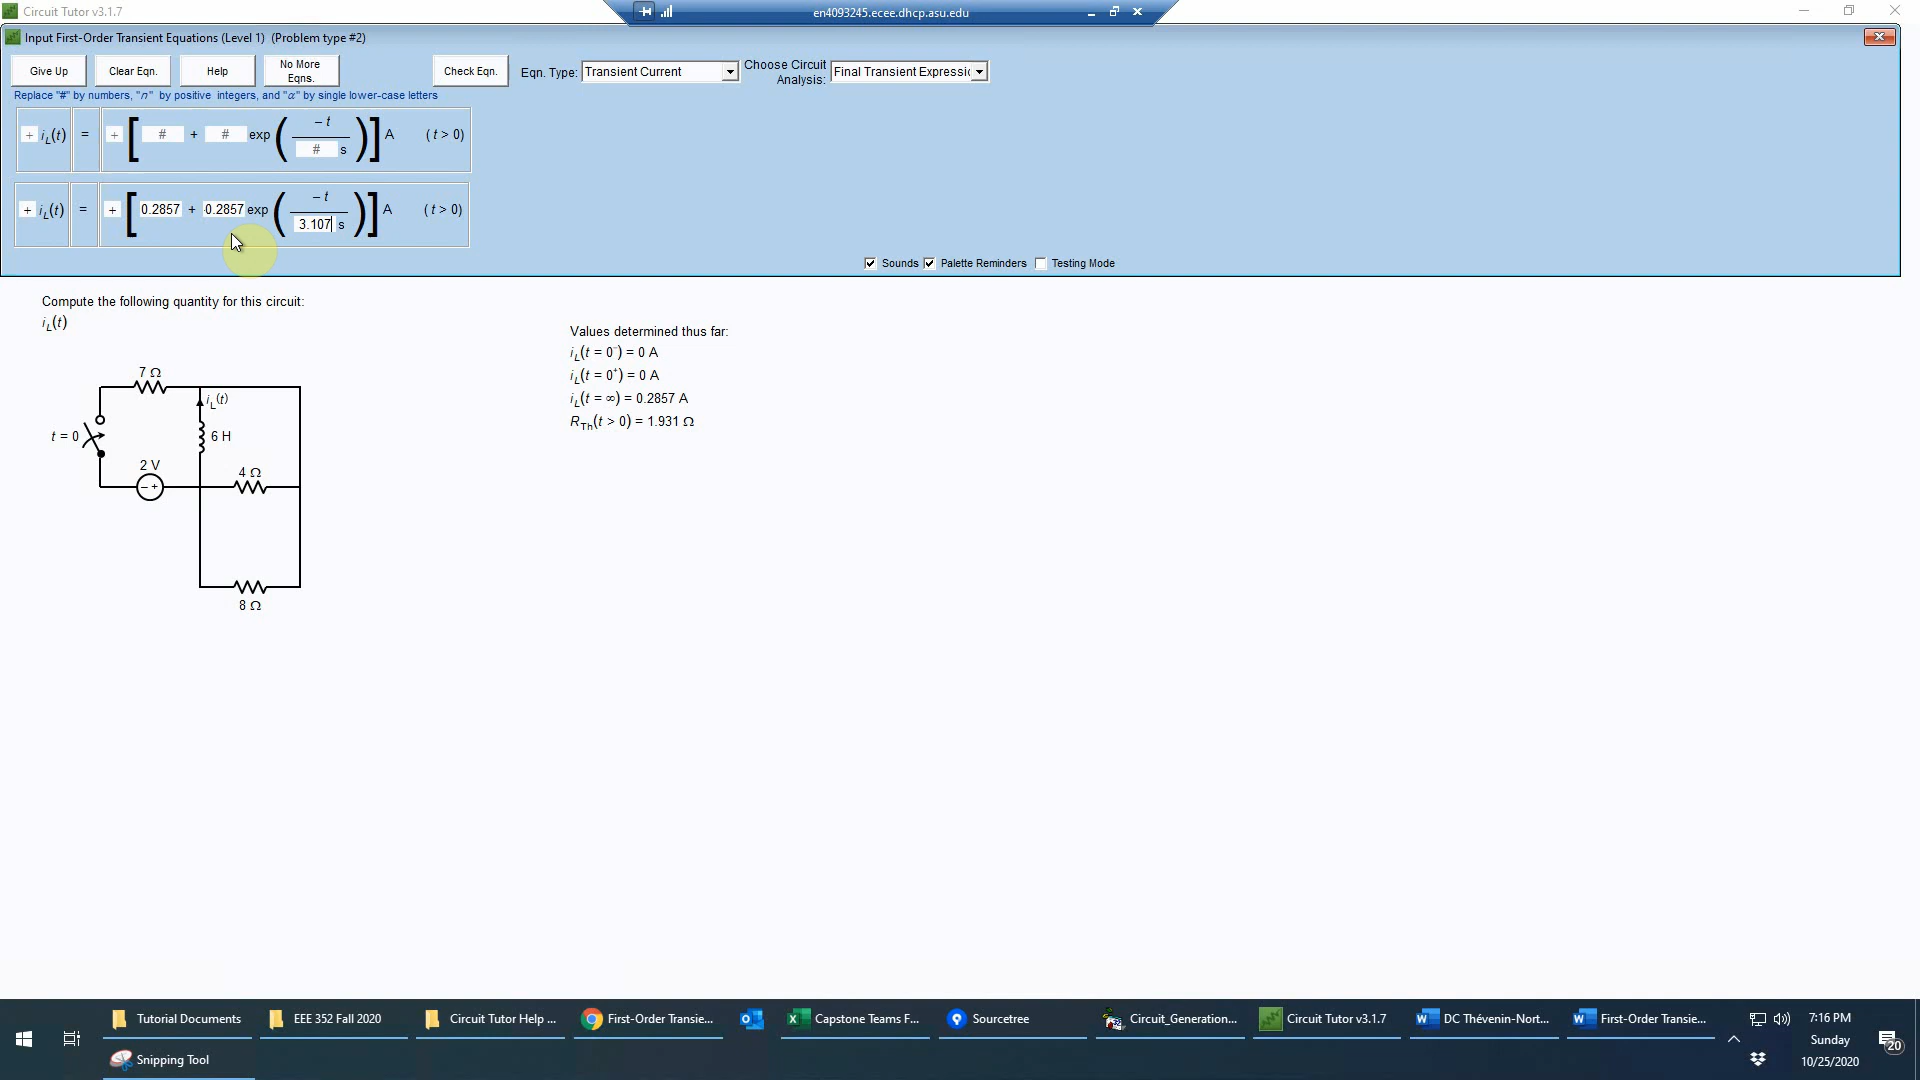 Circuit Tutor v3.1.7
en4093245.ecee.dhcp.asu.edu
Input First-Order Transient Equations (Level 1) (Problem type #2)
Give Up
Clear Eqn.
Help
No More
Eqns.
Check Eqn.
Eqn. Type:
Transient Current
Choose Circuit
Analysis:
Final Transient Expressic
Replace "#" by numbers, "n" by positive integers, and "α" by single lower-case letters
+ iL(t) = + [ # + # exp ( − t / # s ) ] A (t > 0)
+ iL(t) = + [ 0.2857 + 0.2857 exp ( − t / 3.107 s ) ] A (t > 0)
Sounds
Palette Reminders
Testing Mode
Compute the following quantity for this circuit:
iL(t)
Values determined thus far:
iL(t = 0⁻) = 0 A
iL(t = 0⁺) = 0 A
iL(t = ∞) = 0.2857 A
RTh(t > 0) = 1.931 Ω
7 Ω
iL(t)
t = 0
6 H
2 V
− +
4 Ω
8 Ω
Tutorial Documents
EEE 352 Fall 2020
Circuit Tutor Help ...
First-Order Transie...
Capstone Teams F...
Sourcetree
Circuit_Generation...
Circuit Tutor v3.1.7
DC Thévenin-Nort...
First-Order Transie...
7:16 PM
Sunday
10/25/2020
20
Snipping Tool